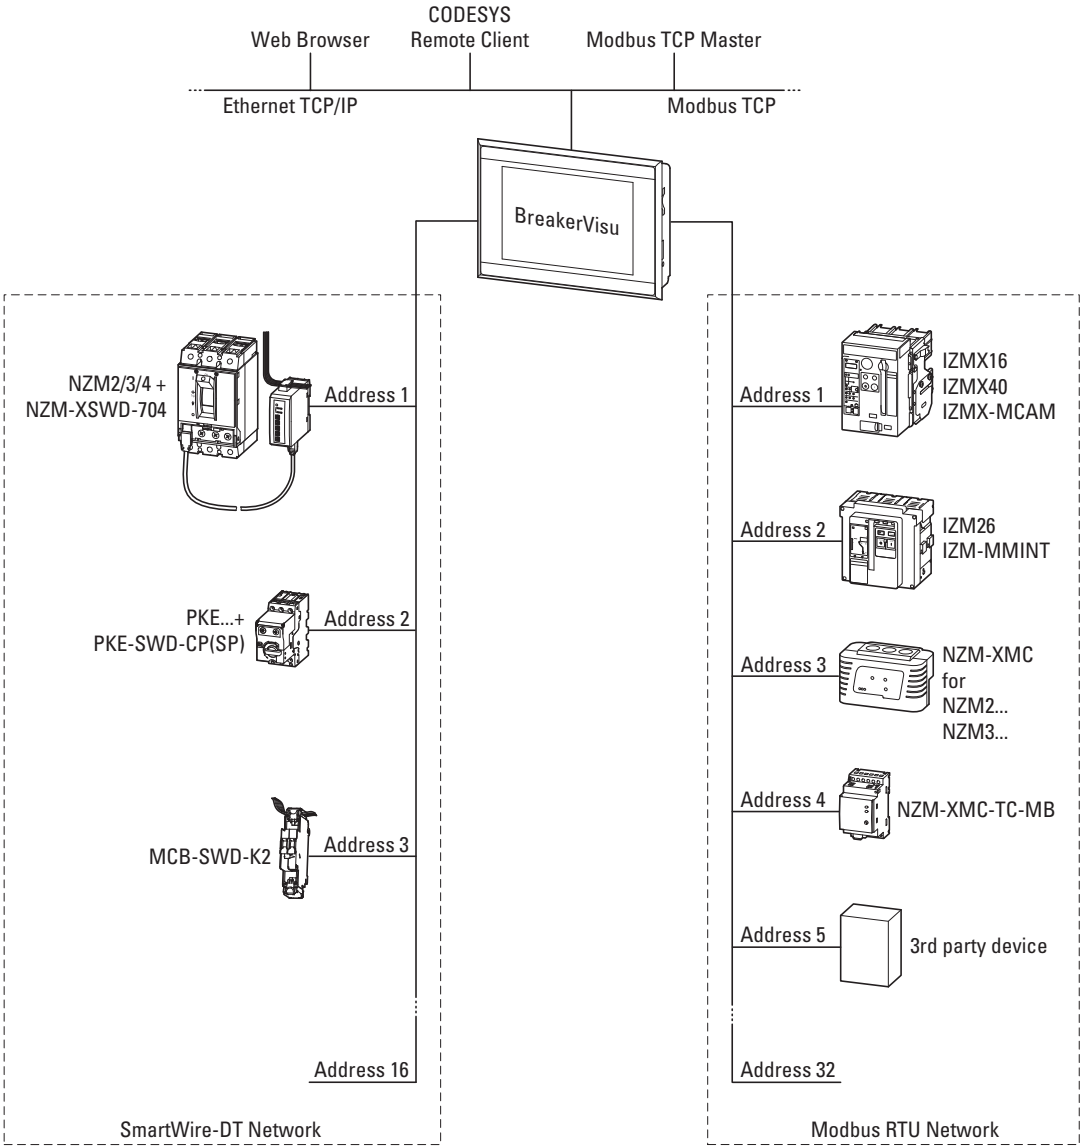 CODESYS
Web Browser
Remote Client
Modbus TCP Master
Ethernet TCP/IP
Modbus TCP
BreakerVisu
NZM2/3/4 +
NZM-XSWD-704
Address 1
PKE...+
PKE-SWD-CP(SP)
Address 2
MCB-SWD-K2
Address 3
Address 16
SmartWire-DT Network
Address 1
IZMX16
IZMX40
IZMX-MCAM
Address 2
IZM26
IZM-MMINT
Address 3
NZM-XMC
for
NZM2...
NZM3...
Address 4
NZM-XMC-TC-MB
Address 5
3rd party device
Address 32
Modbus RTU Network